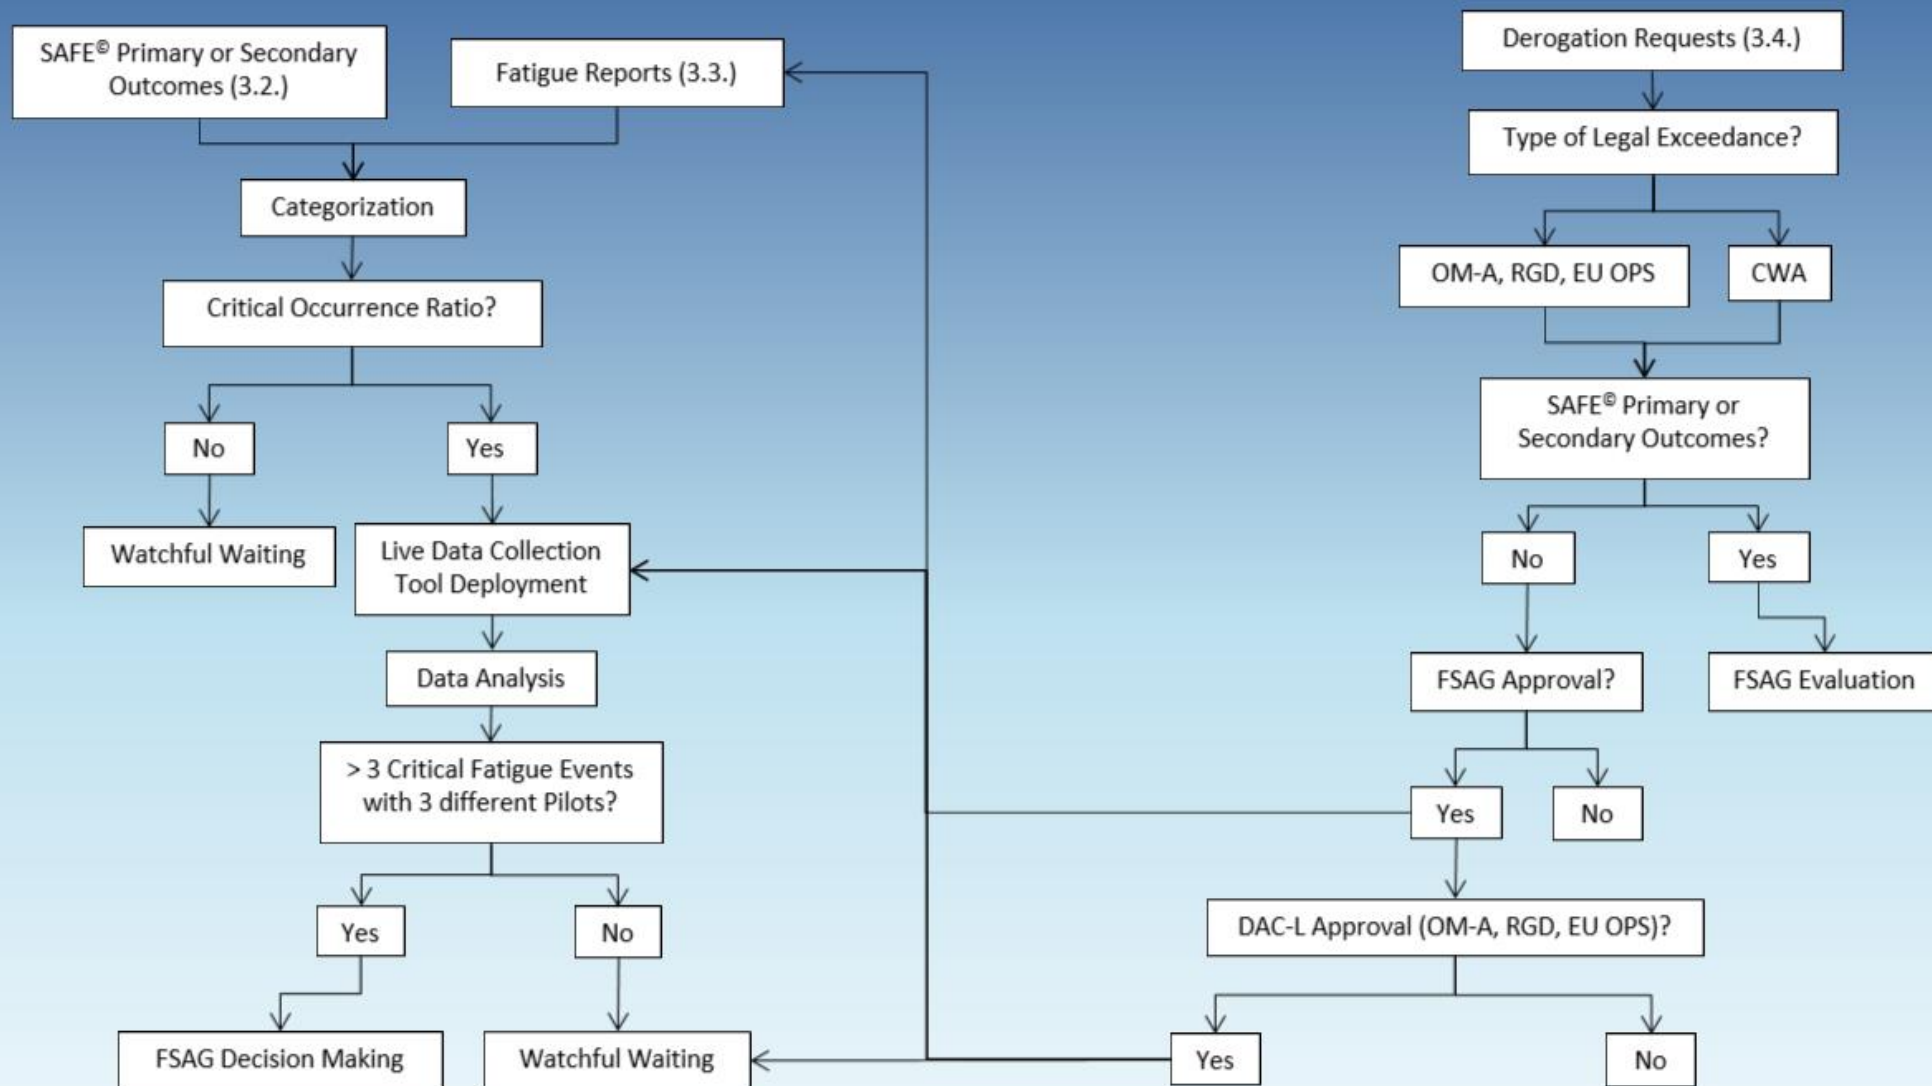 SAFE© Primary or Secondary
Outcomes (3.2.)
Fatigue Reports (3.3.)
Categorization
Critical Occurrence Ratio?
No
Yes
Watchful Waiting
Live Data Collection
Tool Deployment
Data Analysis
> 3 Critical Fatigue Events
with 3 different Pilots?
Yes
No
FSAG Decision Making
Watchful Waiting
Derogation Requests (3.4.)
Type of Legal Exceedance?
OM-A, RGD, EU OPS
CWA
SAFE© Primary or
Secondary Outcomes?
No
Yes
FSAG Approval?
FSAG Evaluation
Yes
No
DAC-L Approval (OM-A, RGD, EU OPS)?
Yes
No